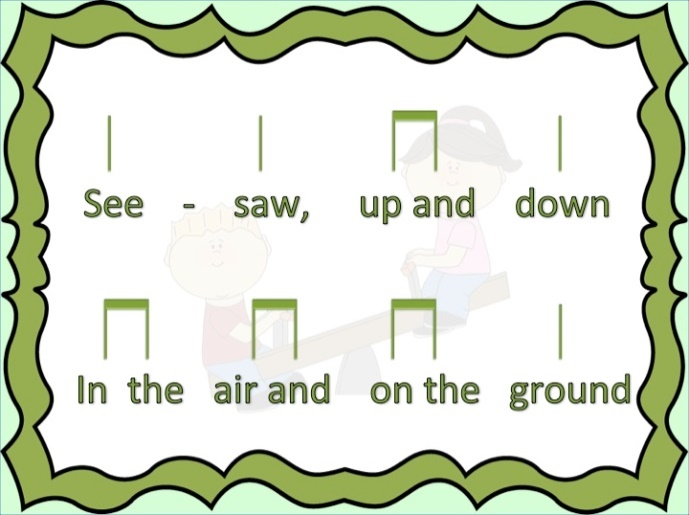 See - saw, up and down
In the air and on the ground